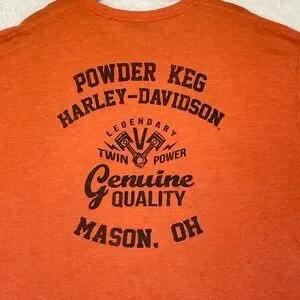 POWDER KEG
HARLEY-DAVIDSON
LEGENDARY
TWIN POWER
Genuine
QUALITY
MASON, OH